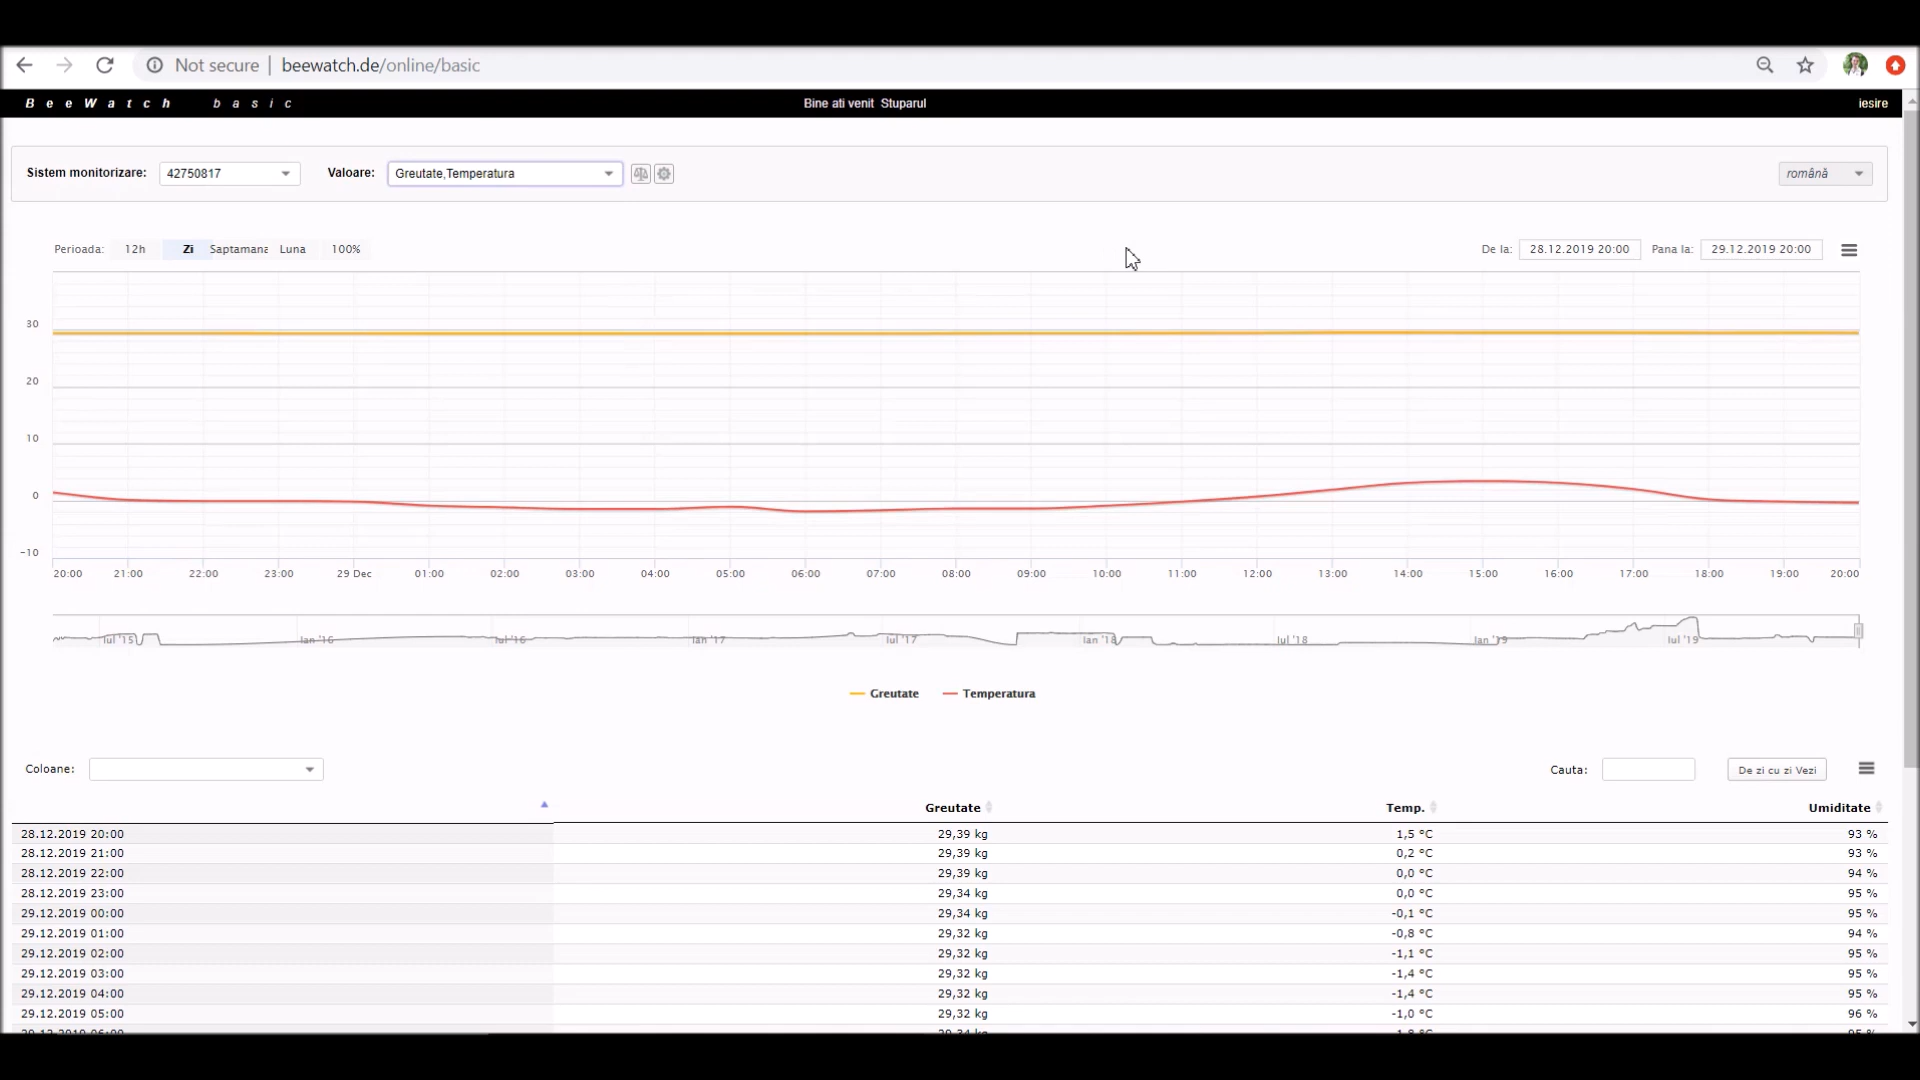 Not secure | beewatch.de/online/basic
BeeWatch basic Bine ati venit Stuparul iesire
Sistem monitorizare: 42750817 Valoare: Greutate,Temperatura română
Perioada: 12h Zi Saptamana Luna 100% De la: 28.12.2019 20:00 Pana la: 29.12.2019 20:00
30
20
10
0
-10
20:00 21:00 22:00 23:00 29 Dec 01:00 02:00 03:00 04:00 05:00 06:00 07:00 08:00 09:00 10:00 11:00 12:00 13:00 14:00 15:00 16:00 17:00 18:00 19:00 20:00
Iul '15 Ian '16 Iul '16 Ian '17 Iul '17 Ian '18 Iul '18 Ian '19 Iul '19
Greutate Temperatura
Coloane: Cauta: De zi cu zi Vezi
Greutate Temp. Umiditate
28.12.2019 20:00 29,39 kg 1,5 °C 93 %
28.12.2019 21:00 29,39 kg 0,2 °C 93 %
28.12.2019 22:00 29,39 kg 0,0 °C 94 %
28.12.2019 23:00 29,34 kg 0,0 °C 95 %
29.12.2019 00:00 29,34 kg -0,1 °C 95 %
29.12.2019 01:00 29,32 kg -0,8 °C 94 %
29.12.2019 02:00 29,32 kg -1,1 °C 95 %
29.12.2019 03:00 29,32 kg -1,4 °C 95 %
29.12.2019 04:00 29,32 kg -1,4 °C 95 %
29.12.2019 05:00 29,32 kg -1,0 °C 96 %